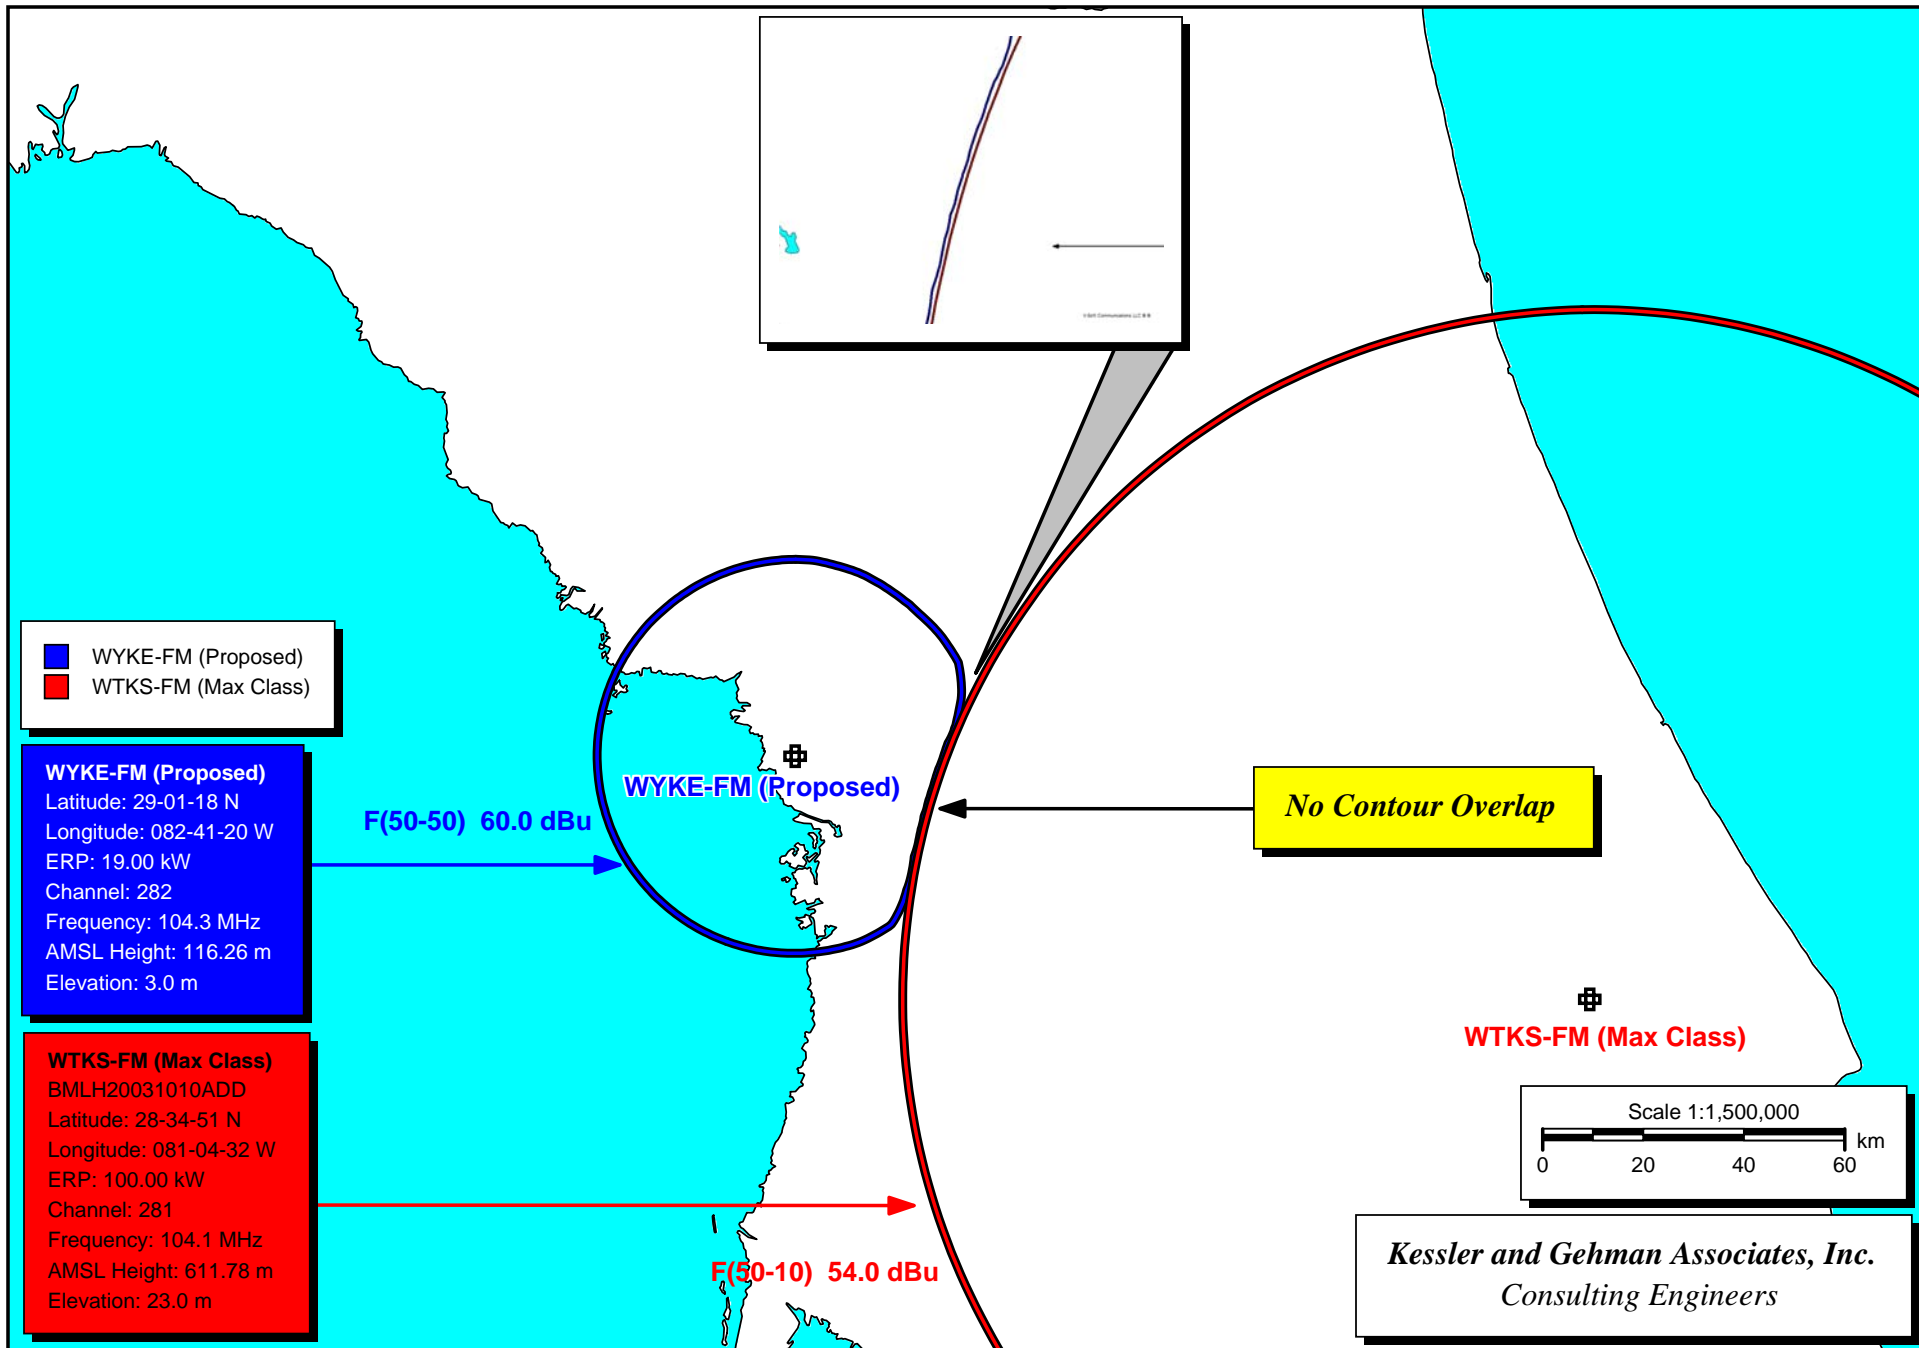 WYKE-FM (Proposed)
WTKS-FM (Max Class)
WYKE-FM (Proposed)
Latitude: 29-01-18 N
Longitude: 082-41-20 W
ERP: 19.00 kW
Channel: 282
Frequency: 104.3 MHz
AMSL Height: 116.26 m
Elevation: 3.0 m
WTKS-FM (Max Class)
BMLH20031010ADD
Latitude: 28-34-51 N
Longitude: 081-04-32 W
ERP: 100.00 kW
Channel: 281
Frequency: 104.1 MHz
AMSL Height: 611.78 m
Elevation: 23.0 m
F(50-50) 60.0 dBu
WYKE-FM (Proposed)
No Contour Overlap
WTKS-FM (Max Class)
F(50-10) 54.0 dBu
Scale 1:1,500,000
km
0 20 40 60
Kessler and Gehman Associates, Inc.
Consulting Engineers